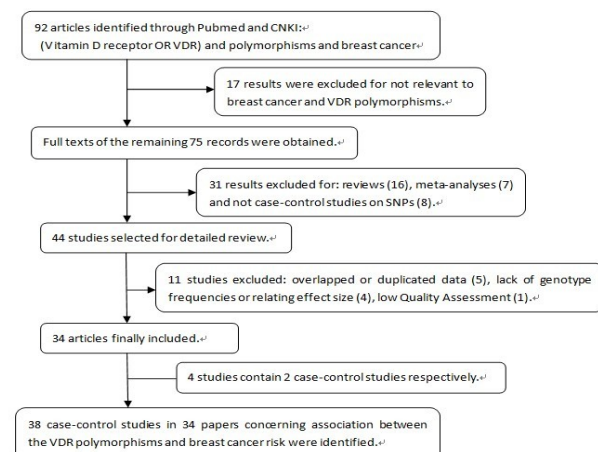 92 articles identified through Pubmed and CNKI:↵
(Vitamin D receptor OR VDR) and polymorphisms and breast cancer↵
17 results were excluded for not relevant to
breast cancer and VDR polymorphisms.↵
Full texts of the remaining 75 records were obtained.↵
31 results excluded for: reviews (16), meta-analyses (7)
and not case-control studies on SNPs (8).↵
44 studies selected for detailed review.↵
11 studies excluded: overlapped or duplicated data (5), lack of genotype
frequencies or relating effect size (4), low Quality Assessment (1).↵
34 articles finally included.↵
4 studies contain 2 case-control studies respectively.↵
38 case-control studies in 34 papers concerning association between
the VDR polymorphisms and breast cancer risk were identified.↵